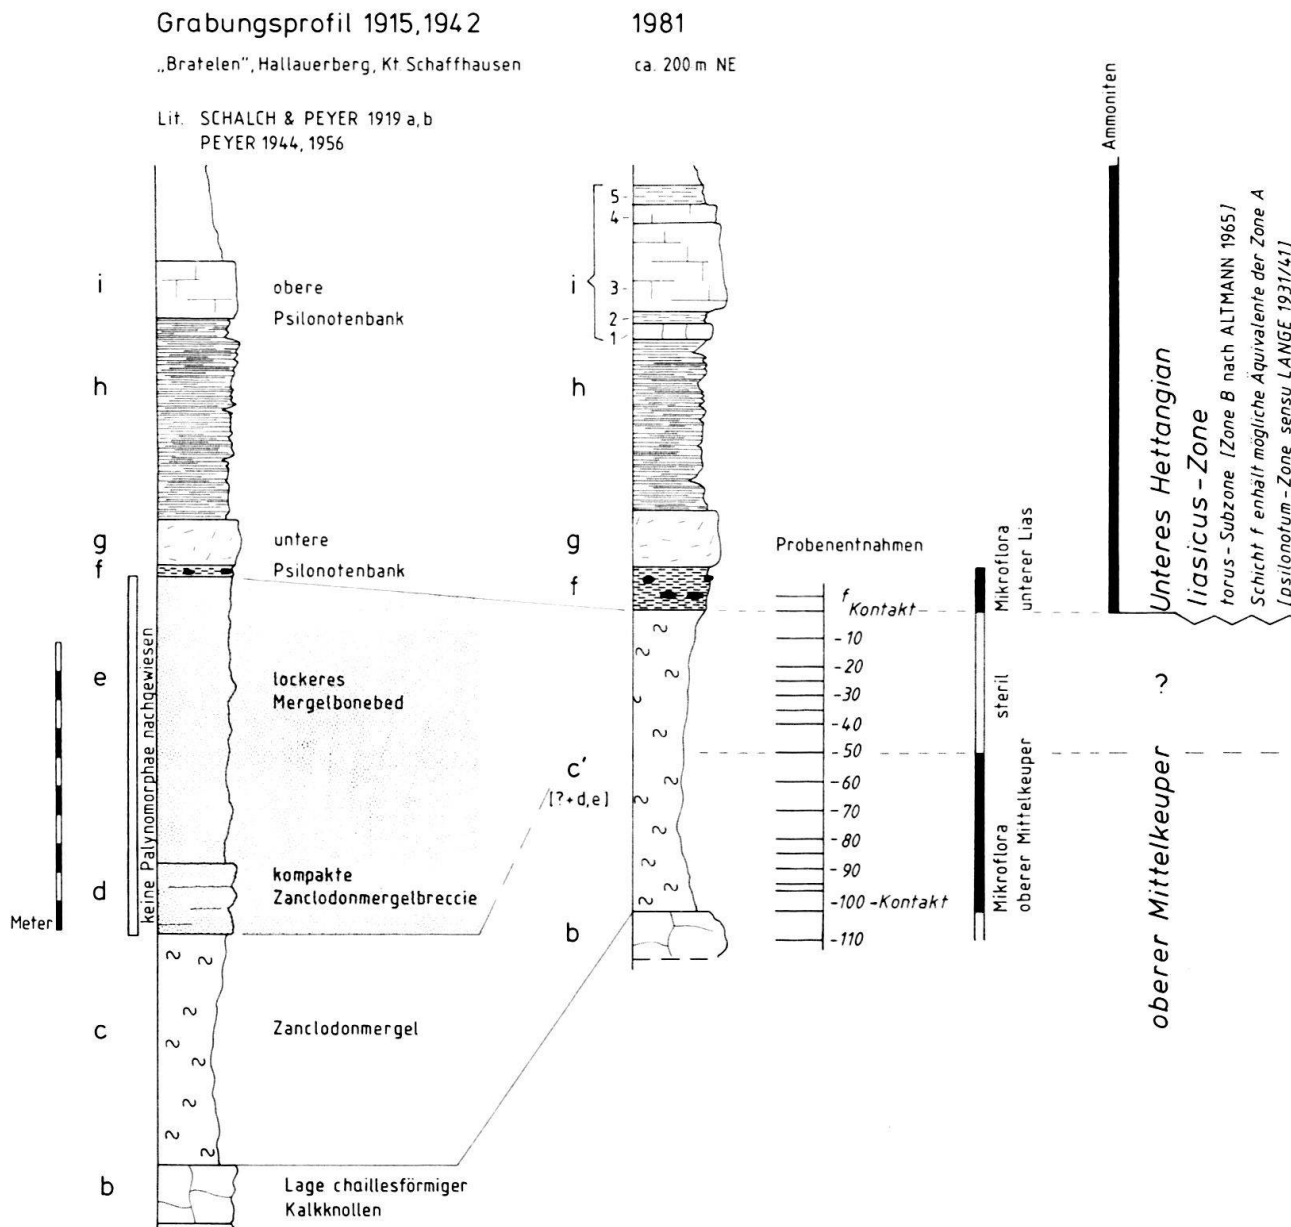 Grabungsprofil 1915, 1942
„Bratelen", Hallauerberg, Kt. Schaffhausen
Lit. SCHALCH & PEYER 1919 a, b
PEYER 1944, 1956
i
obere
Psilonotenbank
h
g
untere
f
Psilonotenbank
e
lockeres
Mergelbonebed
keine Palynomorphae nachgewiesen
d
kompakte
Zanclodonmergelbreccie
Meter
c
Zanclodonmergel
b
Lage chaillesförmiger
Kalkknollen
1981
ca. 200 m NE
5
4
i
3
2
1
h
g
f
c'
[?+d,e]
b
Probenentnahmen
f
Kontakt
-10
-20
-30
-40
-50
-60
-70
-80
-90
-100 -Kontakt
-110
Mikroflora
unterer Lias
steril
Mikroflora
oberer Mittelkeuper
Ammoniten
Unteres Hettangian
liasicus-Zone
torus-Subzone [Zone B nach ALTMANN 1965]
Schicht f enhält mögliche Äquivalente der Zone A
[psilonotum-Zone sensu LANGE 1931/41]
?
oberer Mittelkeuper